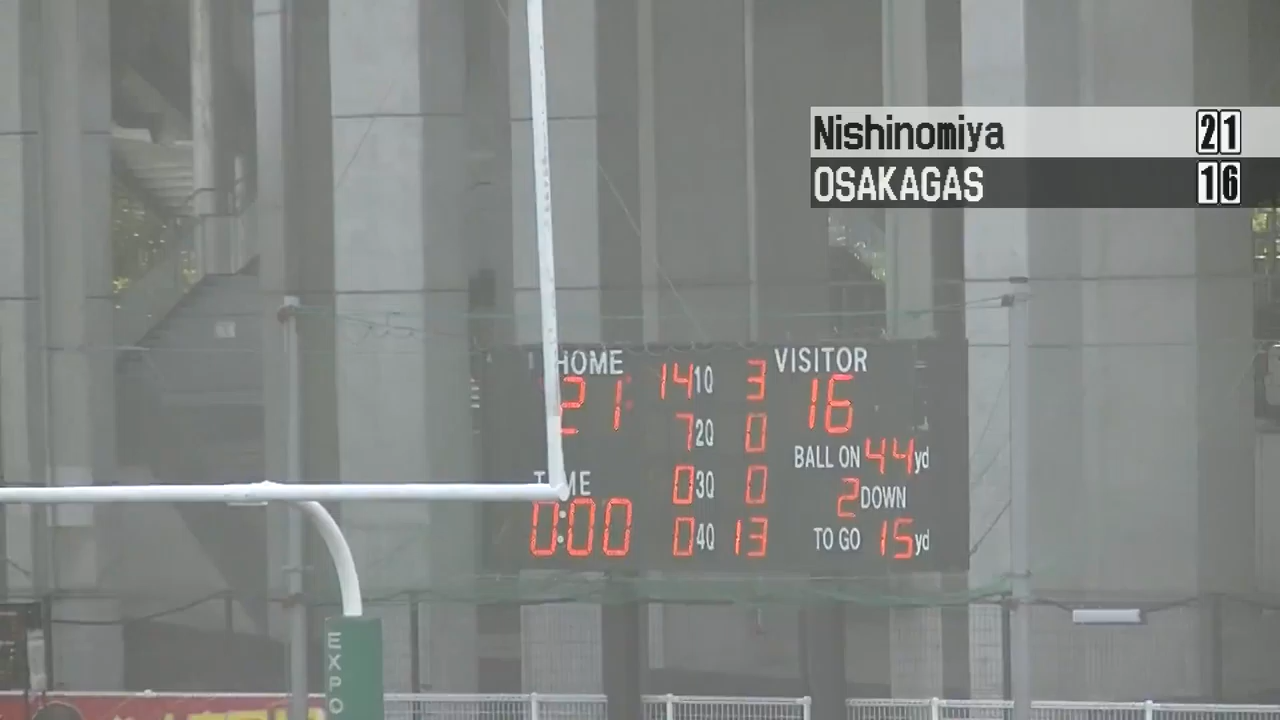 Nishinomiya 21
OSAKAGAS 16
HOME 14 1Q 3 VISITOR
21 16
7 2Q 0
BALL ON 44 yd
TIME 0 3Q 0 2 DOWN
0:00 0 4Q 13 TO GO 15 yd
EXPO